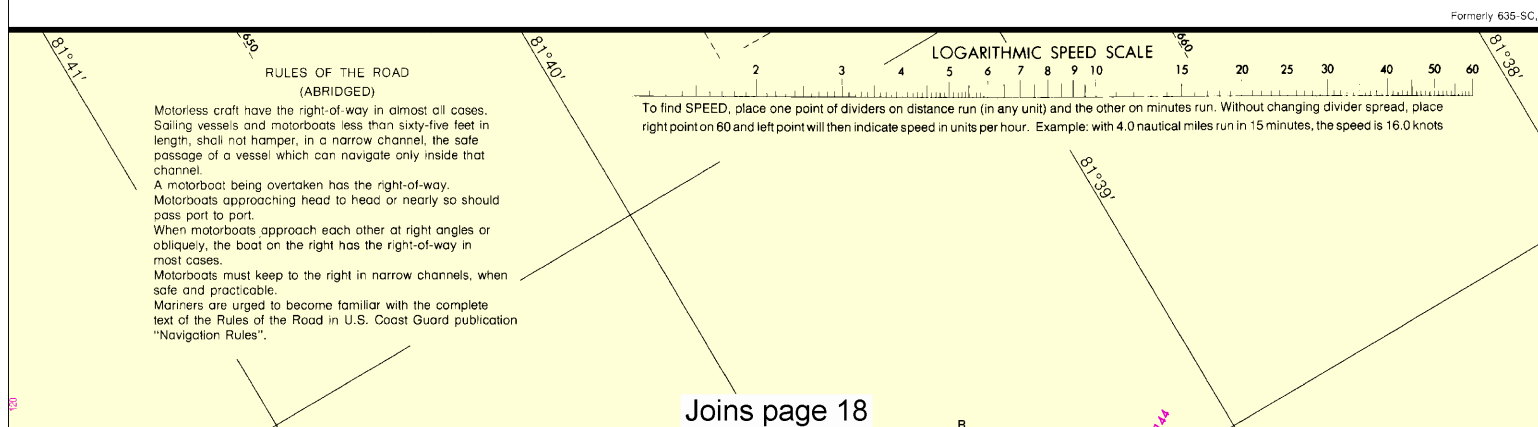 Formerly 635-SC,
81°41'
650
81°40'
660
81°38'
LOGARITHMIC SPEED SCALE
2 3 4 5 6 7 8 9 10 15 20 25 30 40 50 60
To find SPEED, place one point of dividers on distance run (in any unit) and the other on minutes run. Without changing divider spread, place
right point on 60 and left point will then indicate speed in units per hour. Example: with 4.0 nautical miles run in 15 minutes, the speed is 16.0 knots
RULES OF THE ROAD
(ABRIDGED)
Motorless craft have the right-of-way in almost all cases.
Sailing vessels and motorboats less than sixty-five feet in
length, shall not hamper, in a narrow channel, the safe
passage of a vessel which can navigate only inside that
channel.
A motorboat being overtaken has the right-of-way.
Motorboats approaching head to head or nearly so should
pass port to port.
When motorboats approach each other at right angles or
obliquely, the boat on the right has the right-of-way in
most cases.
Motorboats must keep to the right in narrow channels, when
safe and practicable.
Mariners are urged to become familiar with the complete
text of the Rules of the Road in U.S. Coast Guard publication
"Navigation Rules".
81°39'
120
Joins page 18
144